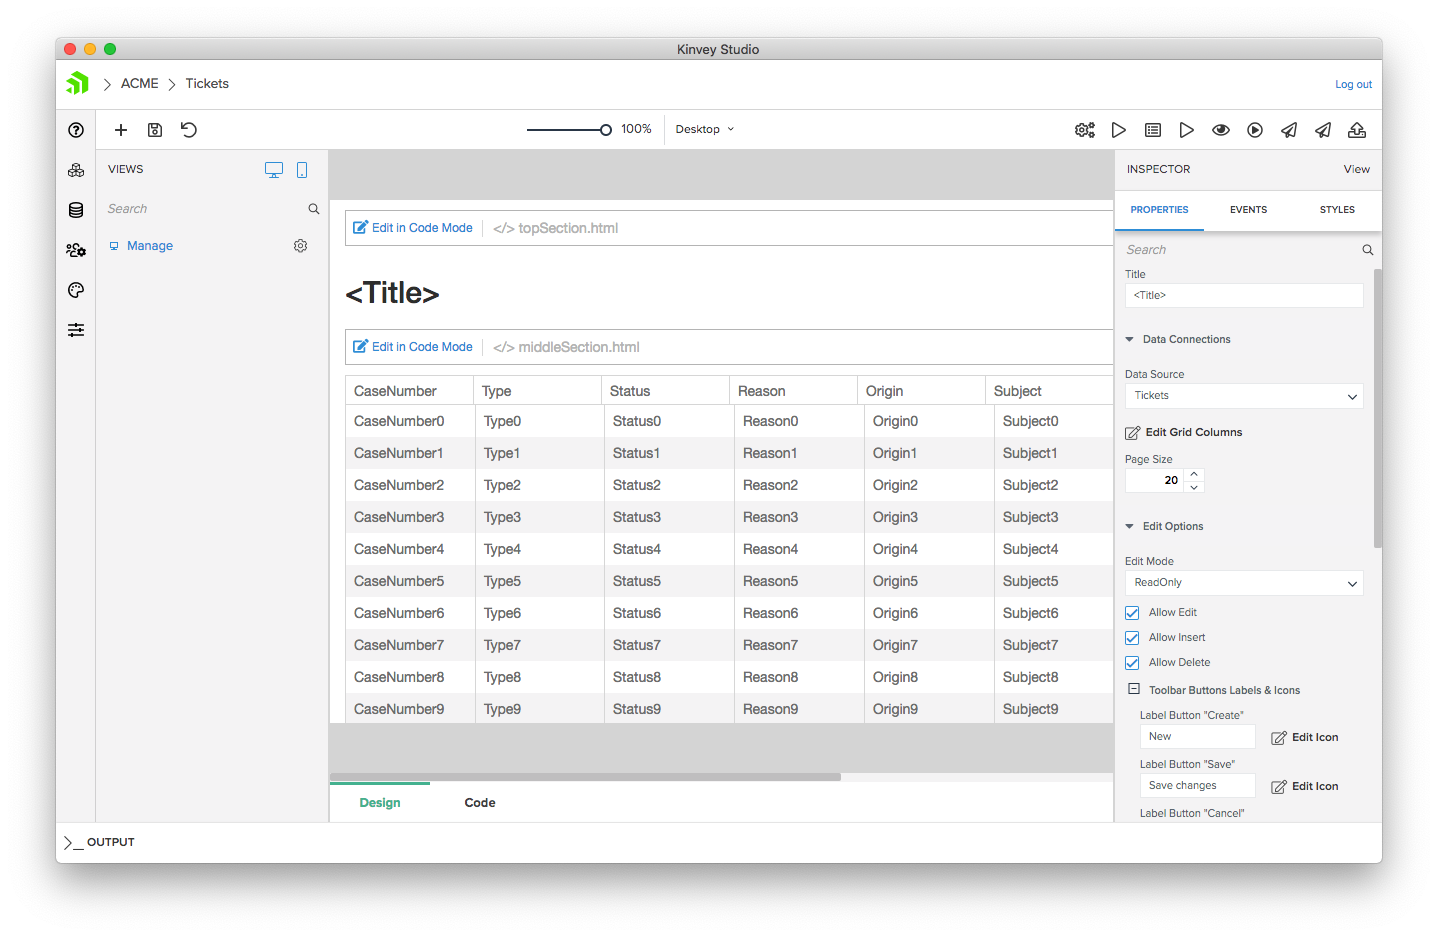 Kinvey Studio
ACME
Tickets
Log out
100%
Desktop
VIEWS
Search
Manage
Edit in Code Mode
</> topSection.html
<Title>
Edit in Code Mode
</> middleSection.html
CaseNumber Type Status Reason Origin Subject
CaseNumber0 Type0 Status0 Reason0 Origin0 Subject0
CaseNumber1 Type1 Status1 Reason1 Origin1 Subject1
CaseNumber2 Type2 Status2 Reason2 Origin2 Subject2
CaseNumber3 Type3 Status3 Reason3 Origin3 Subject3
CaseNumber4 Type4 Status4 Reason4 Origin4 Subject4
CaseNumber5 Type5 Status5 Reason5 Origin5 Subject5
CaseNumber6 Type6 Status6 Reason6 Origin6 Subject6
CaseNumber7 Type7 Status7 Reason7 Origin7 Subject7
CaseNumber8 Type8 Status8 Reason8 Origin8 Subject8
CaseNumber9 Type9 Status9 Reason9 Origin9 Subject9
Design
Code
INSPECTOR
View
PROPERTIES
EVENTS
STYLES
Search
Title
<Title>
Data Connections
Data Source
Tickets
Edit Grid Columns
Page Size
20
Edit Options
Edit Mode
ReadOnly
Allow Edit
Allow Insert
Allow Delete
Toolbar Buttons Labels & Icons
Label Button "Create"
New
Edit Icon
Label Button "Save"
Save changes
Edit Icon
Label Button "Cancel"
OUTPUT